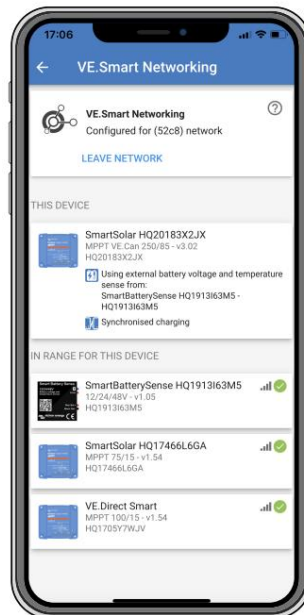 17:06
VE.Smart Networking
VE.Smart Networking
Configured for (52c8) network
LEAVE NETWORK
THIS DEVICE
SmartSolar HQ20183X2JX
MPPT VE.Can 250/85 - v3.02
HQ20183X2JX
Using external battery voltage and temperature
sense from:
SmartBatterySense HQ1913I63M5 -
HQ1913I63M5
Synchronised charging
IN RANGE FOR THIS DEVICE
SmartBatterySense HQ1913I63M5
12/24/48V - v1.05
HQ1913I63M5
SmartSolar HQ17466L6GA
MPPT 75/15 - v1.54
HQ17466L6GA
VE.Direct Smart
MPPT 100/15 - v1.54
HQ1705Y7WJV